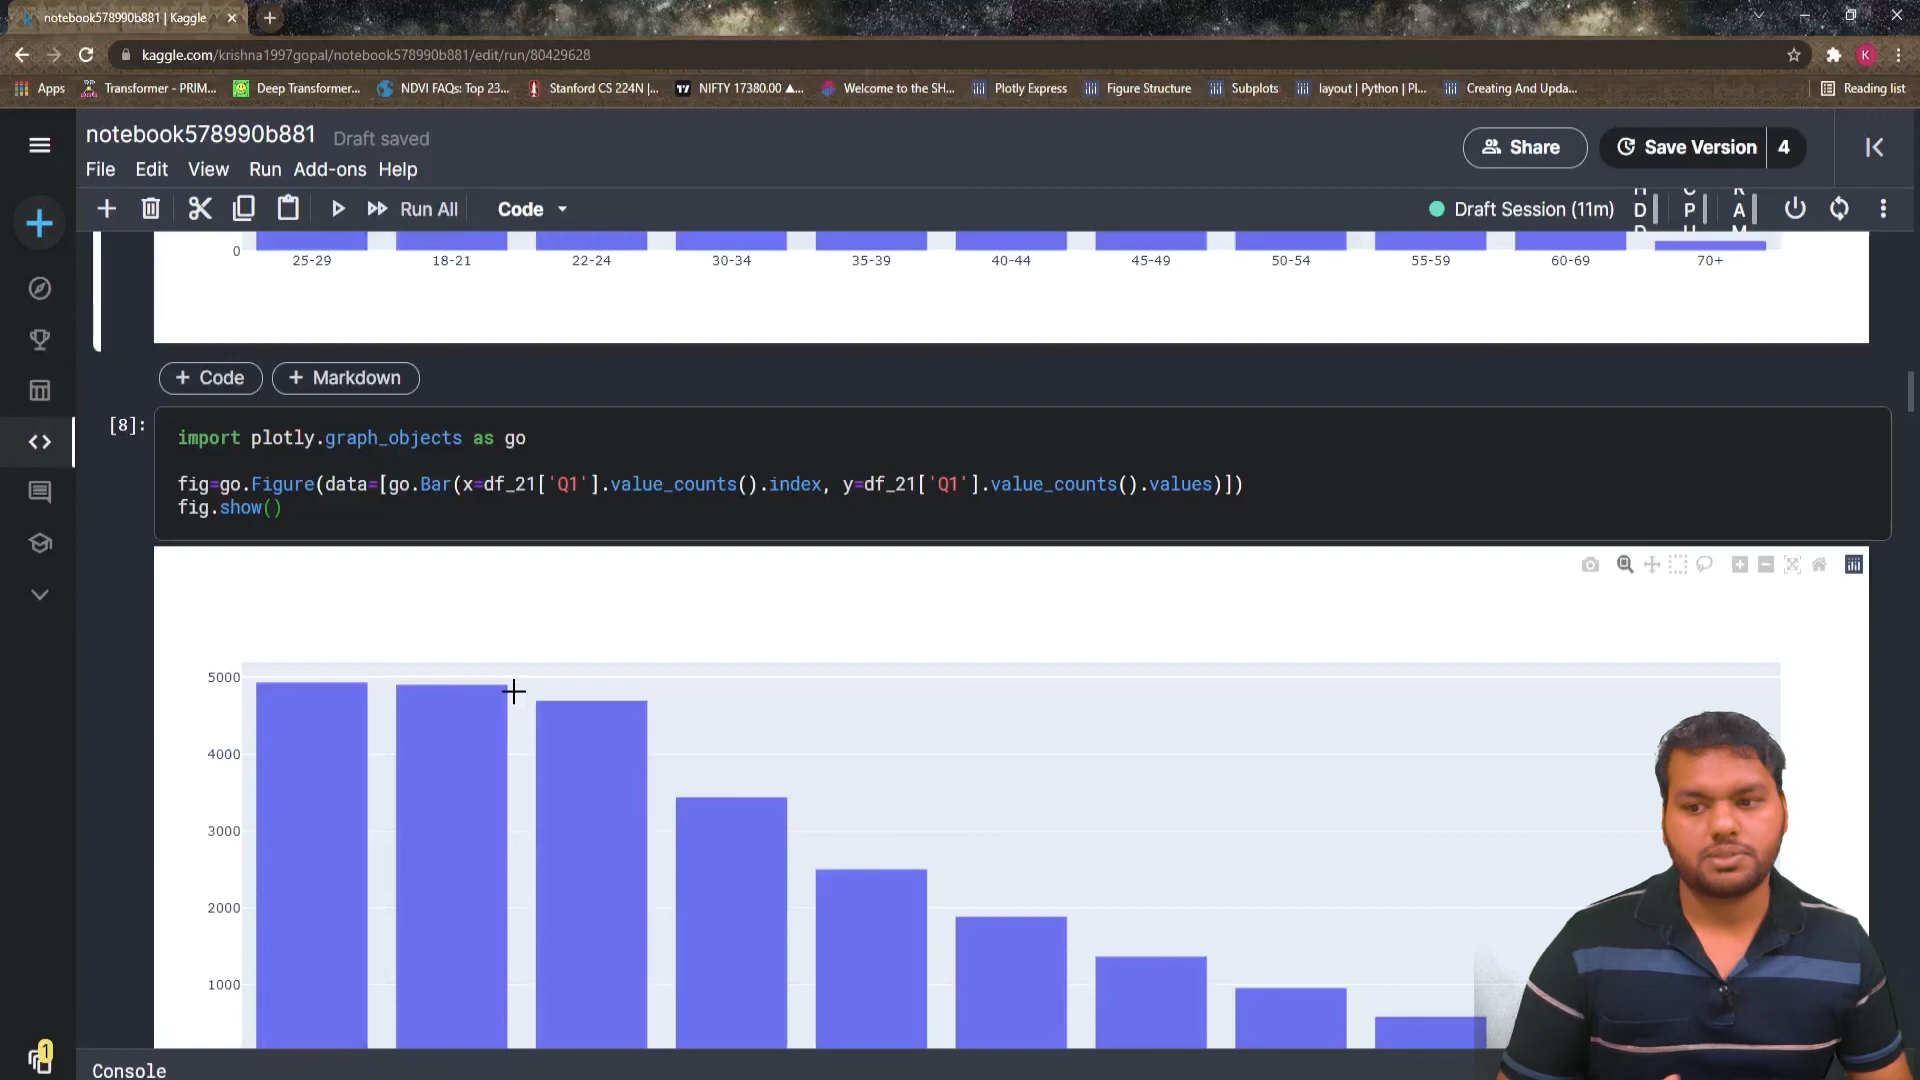 notebook578990b881 | Kaggle
kaggle.com/krishna1997gopal/notebook578990b881/edit/run/80429628
K
Apps
Transformer - PRIM...
Deep Transformer...
NDVI FAQs: Top 23...
Stanford CS 224N |...
NIFTY 17380.00 ▲...
Welcome to the SH...
Plotly Express
Figure Structure
Subplots
layout | Python | Pl...
Creating And Upda...
Reading list
notebook578990b881
Draft saved
Share
Save Version
4
File
Edit
View
Run
Add-ons
Help
Run All
Code
Draft Session (11m)
H
D
D
C
P
U
R
A
M
0
25-29
18-21
22-24
30-34
35-39
40-44
45-49
50-54
55-59
60-69
70+
+ Code
+ Markdown
[8]:
import plotly.graph_objects as go
fig=go.Figure(data=[go.Bar(x=df_21['Q1'].value_counts().index, y=df_21['Q1'].value_counts().values)])
fig.show()
5000
4000
3000
2000
1000
1
Console